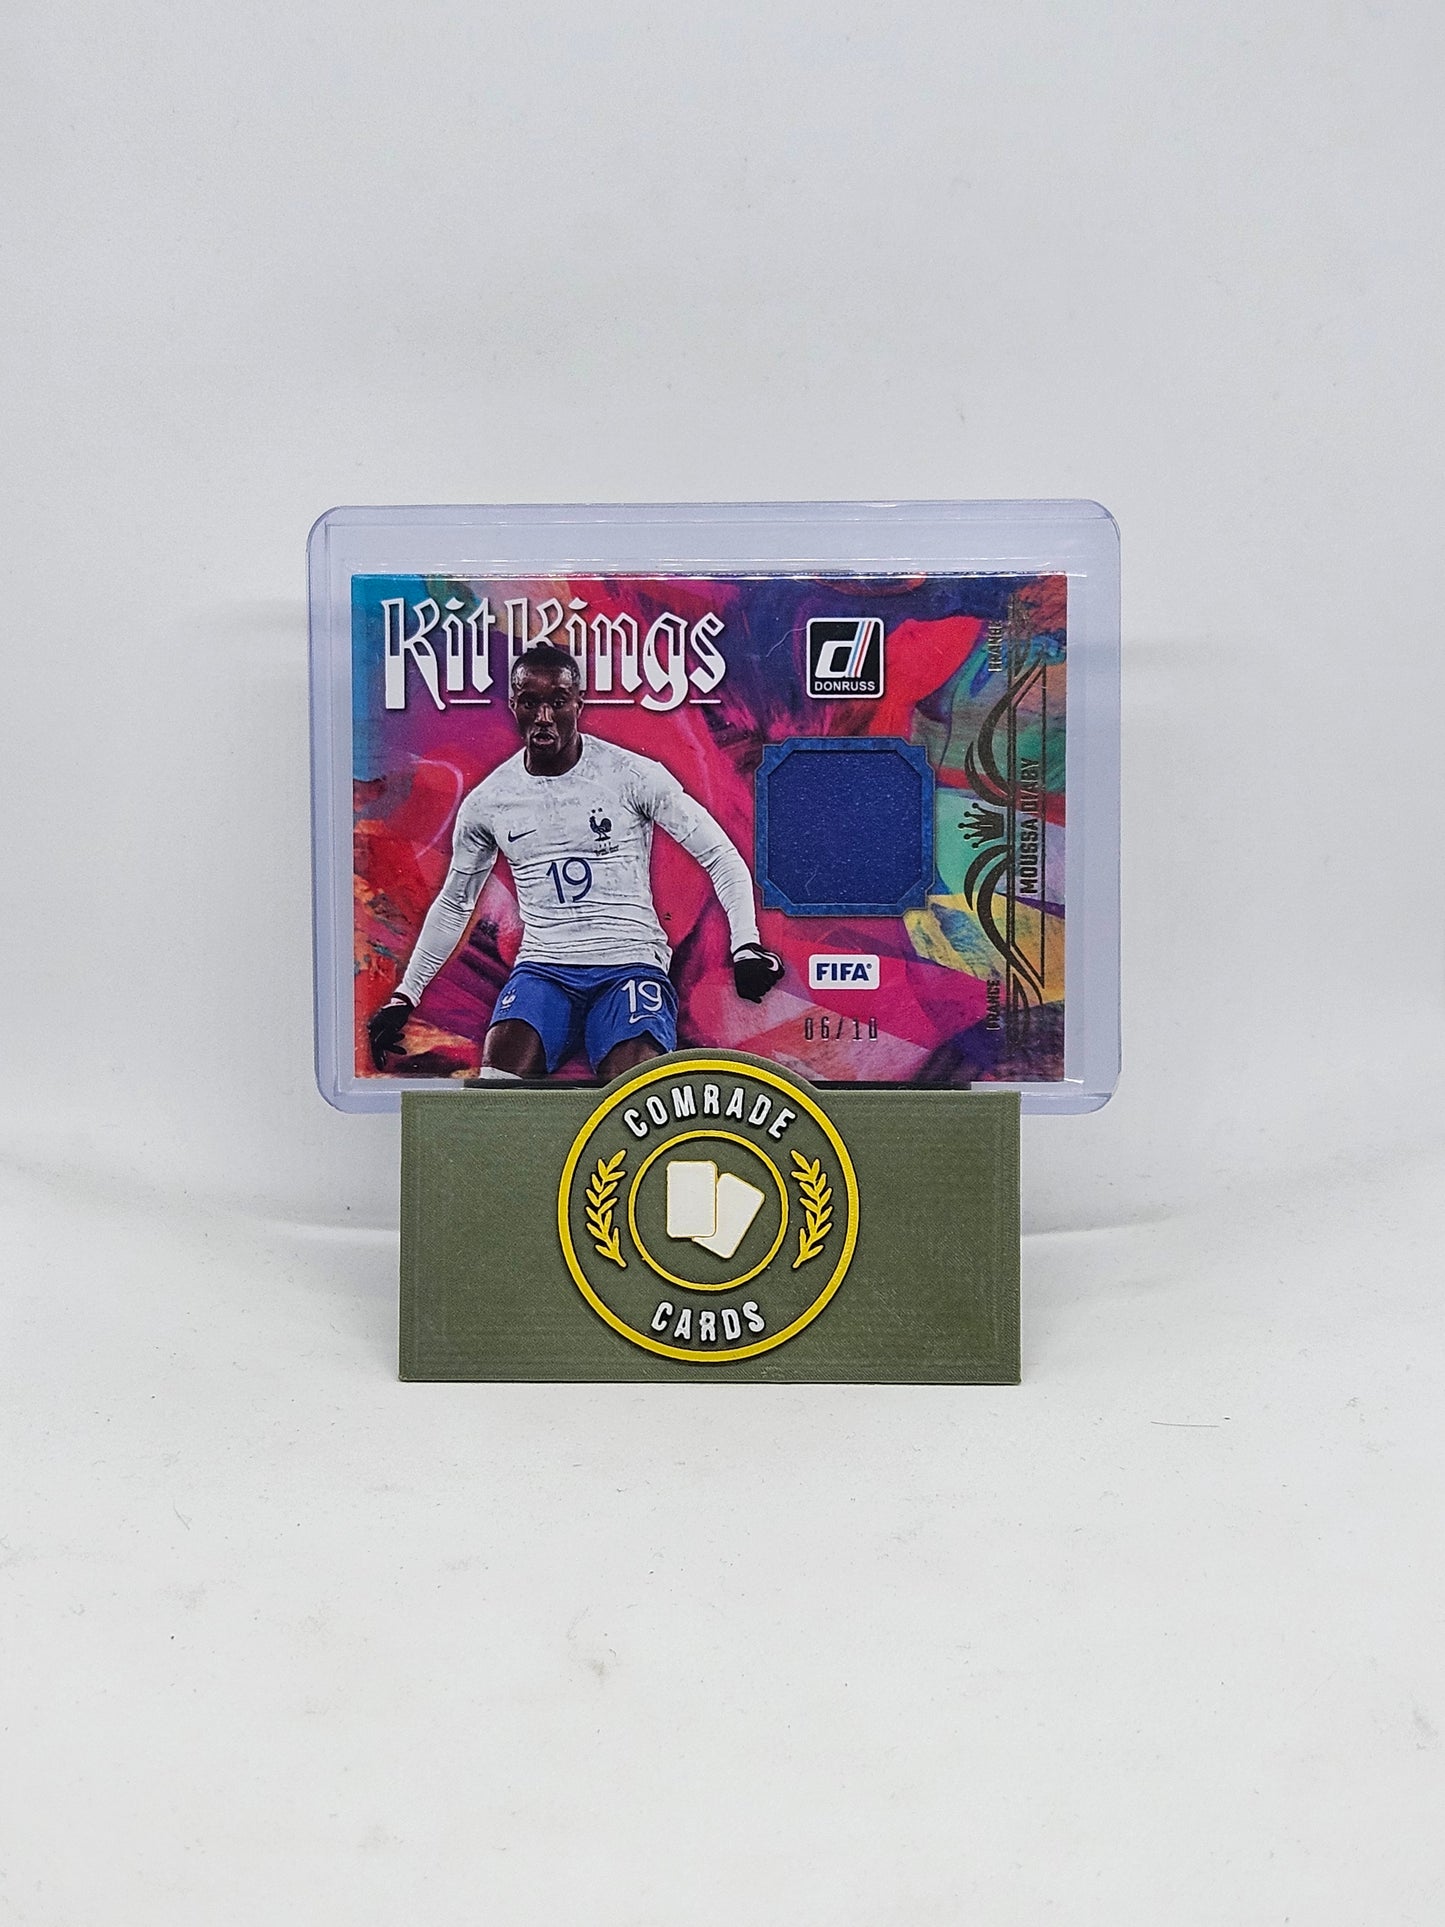 Kit Kings
d
DONRUSS
FRANCE
MOUSSA DIABY
FRANCE
19
19
FIFA®
06/10
COMRADE
CARDS